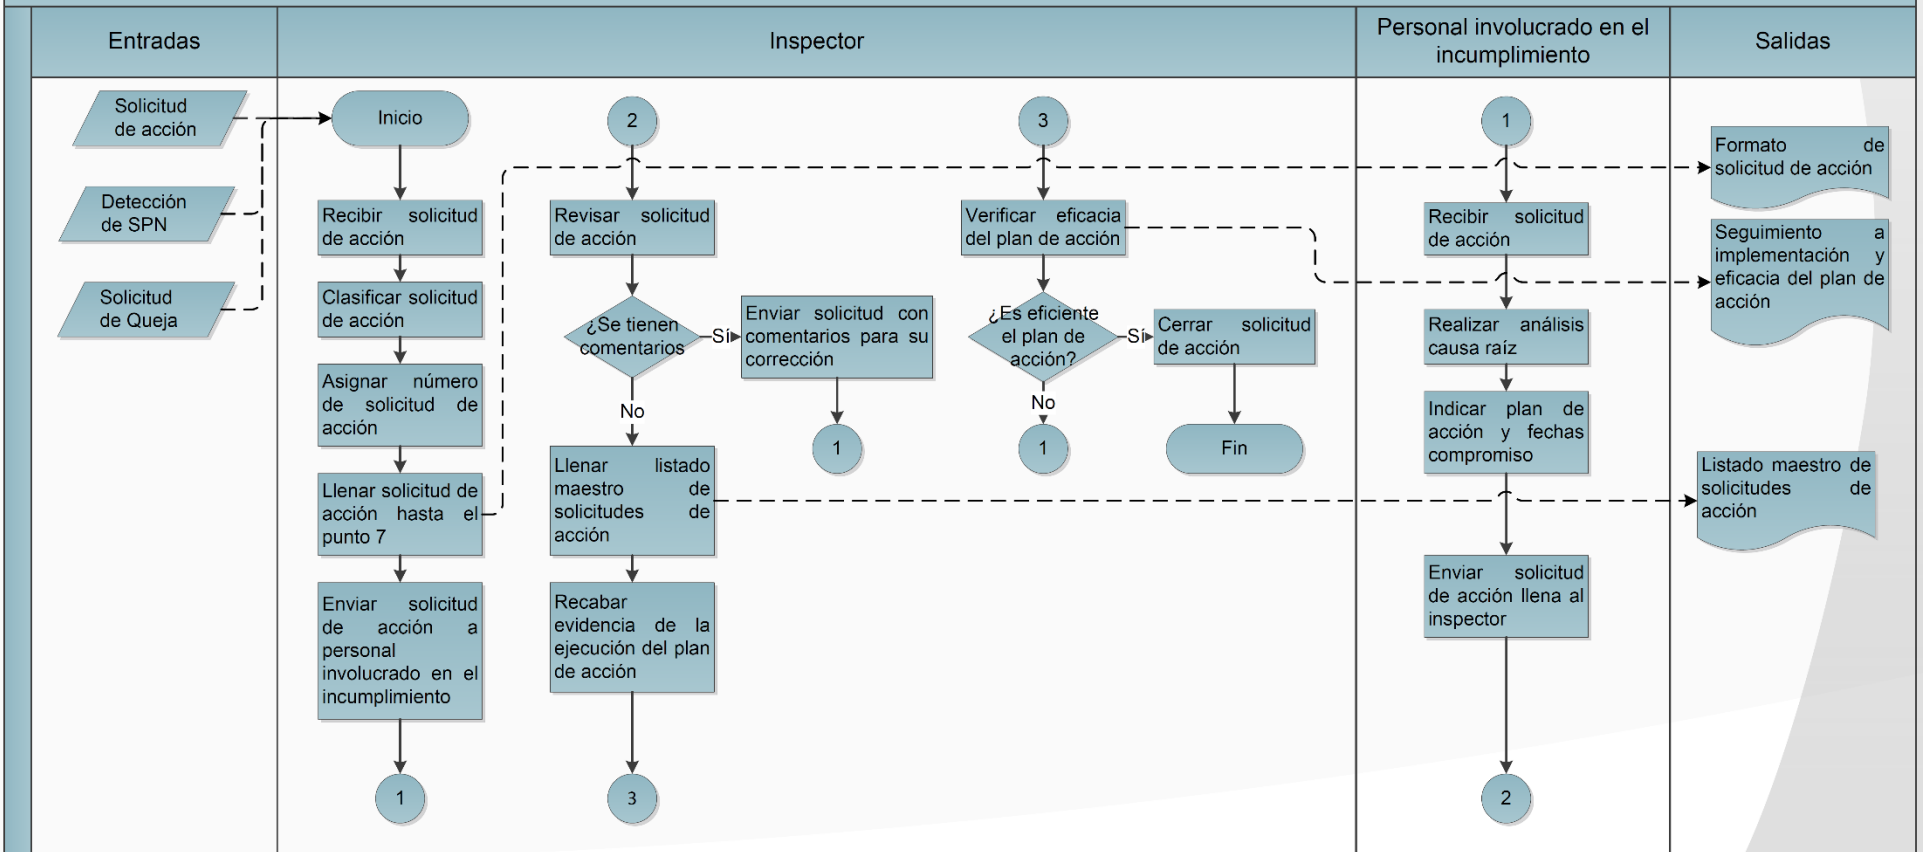 Entradas
Inspector
Personal involucrado en el
incumplimiento
Salidas
Solicitud
de acción
Detección
de SPN
Solicitud
de Queja
Inicio
Recibir solicitud
de acción
Clasificar solicitud
de acción
Asignar número
de solicitud de
acción
Llenar solicitud de
acción hasta el
punto 7
Enviar solicitud
de acción a
personal
involucrado en el
incumplimiento
1
2
Revisar solicitud
de acción
¿Se tienen
comentarios
Sí
No
Enviar solicitud con
comentarios para su
corrección
1
Llenar listado
maestro de
solicitudes de
acción
Recabar
evidencia de la
ejecución del plan
de acción
3
3
Verificar eficacia
del plan de acción
¿Es eficiente
el plan de
acción?
Sí
No
1
Cerrar solicitud
de acción
Fin
1
Recibir solicitud
de acción
Realizar análisis
causa raíz
Indicar plan de
acción y fechas
compromiso
Enviar solicitud
de acción llena al
inspector
2
Formato de
solicitud de acción
Seguimiento a
implementación y
eficacia del plan de
acción
Listado maestro de
solicitudes de
acción